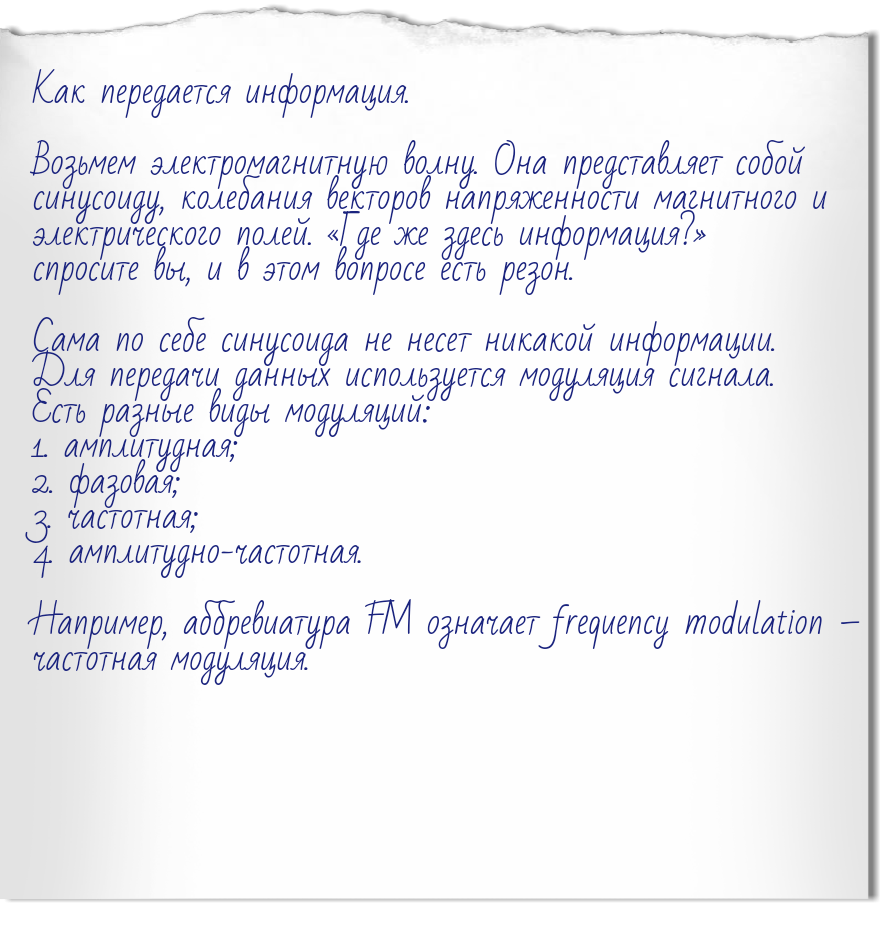 Как передается информация.
Возьмем электромагнитную волну. Она представляет собой
синусоиду, колебания векторов напряженности магнитного и
электрического полей. «Где же здесь информация?»
спросите вы, и в этом вопросе есть резон.
Сама по себе синусоида не несет никакой информации.
Для передачи данных используется модуляция сигнала.
Есть разные виды модуляций:
1. амплитудная;
2. фазовая;
3. частотная;
4. амплитудно-частотная.
Например, аббревиатура FM означает frequency modulation –
частотная модуляция.